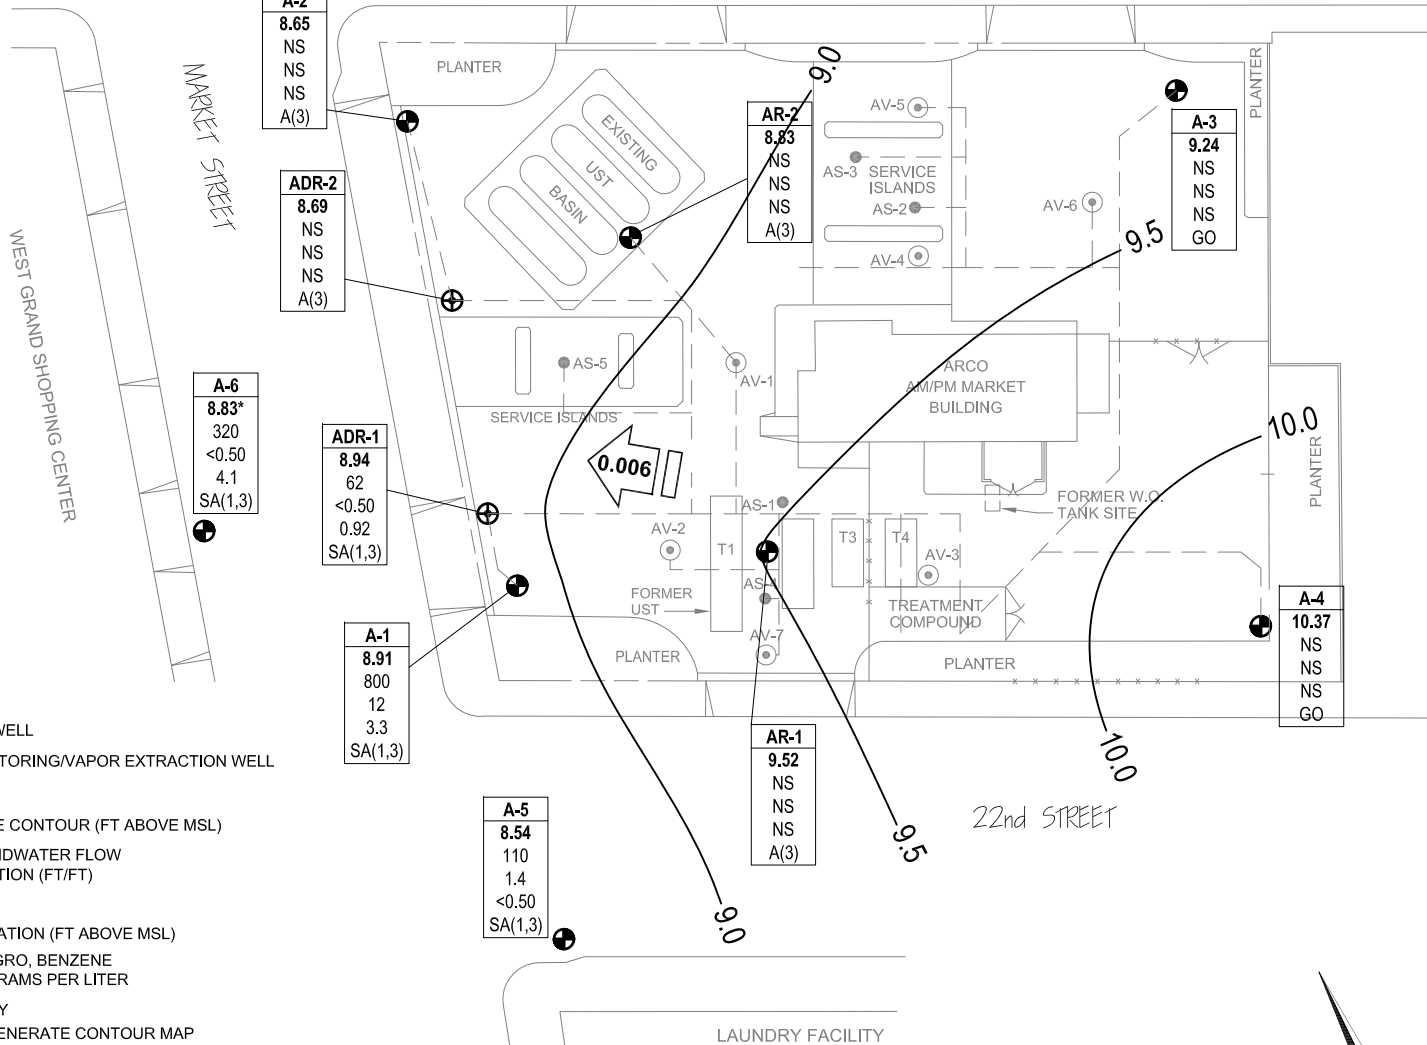 A-2
8.65
NS
NS
NS
A(3)
MARKET STREET
PLANTER
EXISTING
UST
BASIN
ADR-2
8.69
NS
NS
NS
A(3)
AR-2
8.83
NS
NS
NS
A(3)
9.0
AV-5
AS-3
SERVICE
ISLANDS
AS-2
AV-4
AV-6
A-3
9.24
NS
NS
NS
GO
PLANTER
9.5
WEST GRAND SHOPPING CENTER
A-6
8.83*
320
<0.50
4.1
SA(1,3)
AS-5
SERVICE ISLANDS
AV-1
ARCO
AM/PM MARKET
BUILDING
ADR-1
8.94
62
<0.50
0.92
SA(1,3)
0.006
10.0
PLANTER
AS-1
FORMER W.O.
TANK SITE
AV-2
T1
T3
T4
AV-3
AS-4
FORMER
UST
TREATMENT
COMPOUND
AV-7
PLANTER
PLANTER
A-4
10.37
NS
NS
NS
GO
A-1
8.91
800
12
3.3
SA(1,3)
AR-1
9.52
NS
NS
NS
A(3)
10.0
22nd STREET
9.5
9.0
A-5
8.54
110
1.4
<0.50
SA(1,3)
LAUNDRY FACILITY
WELL
TORING/VAPOR EXTRACTION WELL
E CONTOUR (FT ABOVE MSL)
NDWATER FLOW
TION (FT/FT)
ATION (FT ABOVE MSL)
GRO, BENZENE
RAMS PER LITER
Y
ENERATE CONTOUR MAP